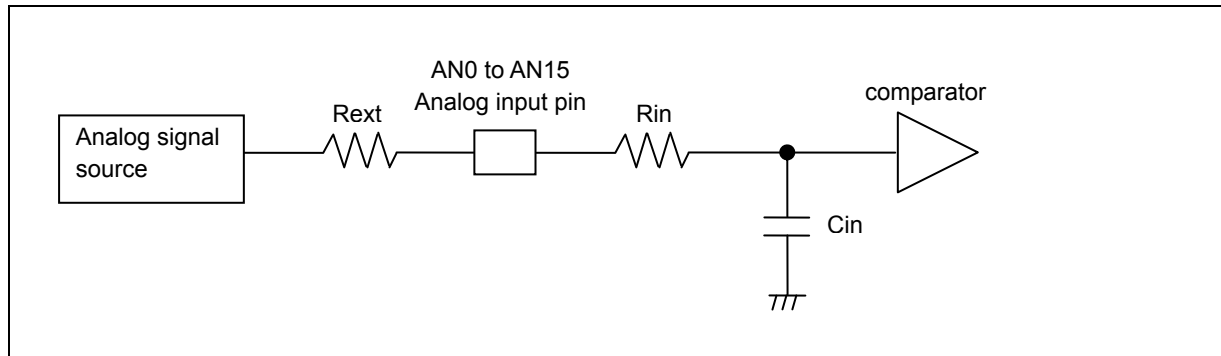 AN0 to AN15
Analog input pin
comparator
Rext
Rin
Analog signal
source
Cin